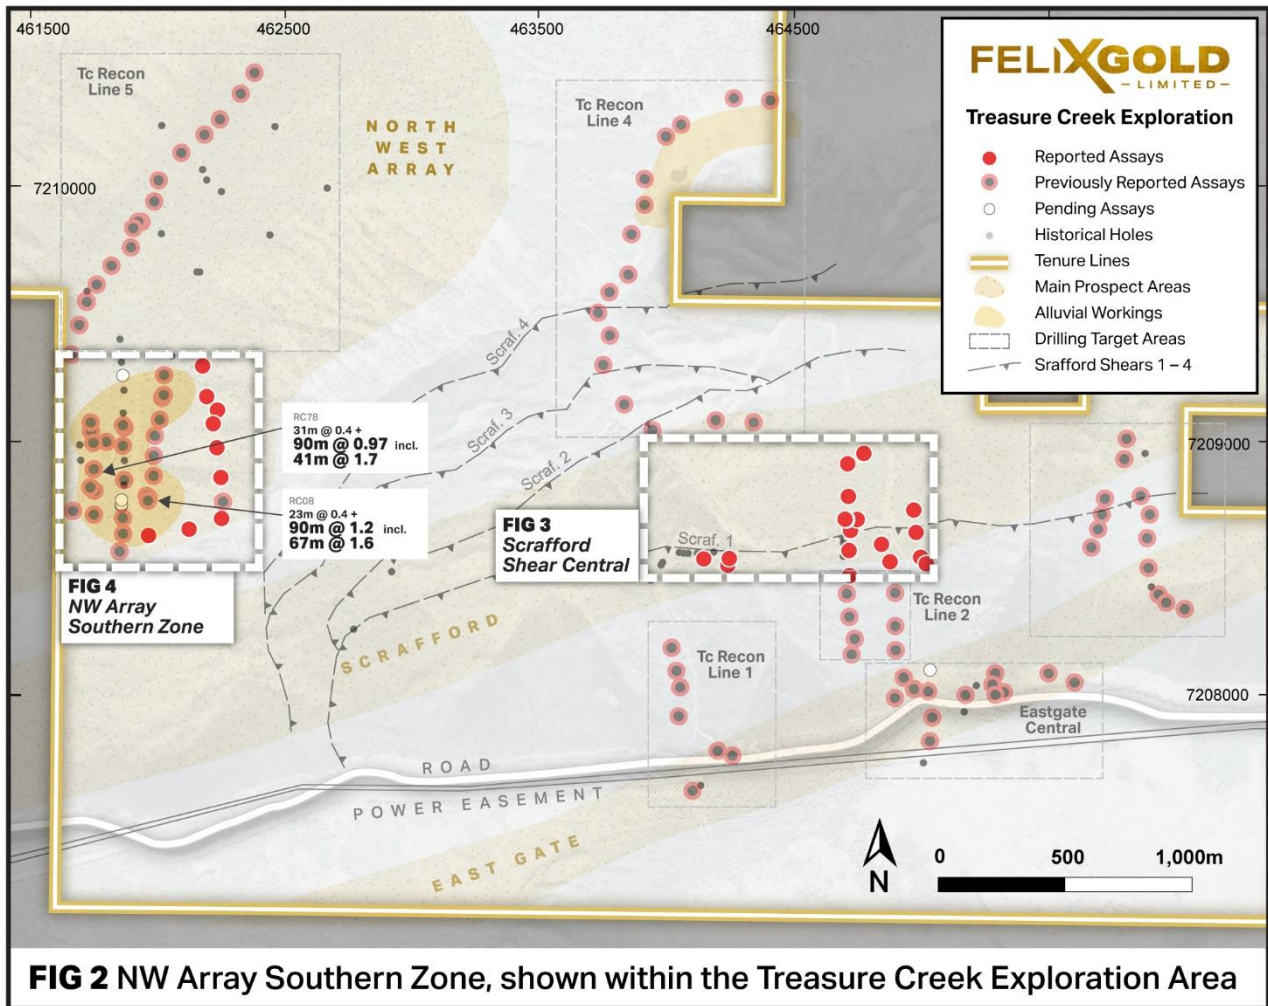 461500
462500
463500
464500
7210000
7209000
7208000
FELIXGOLD
LIMITED
Treasure Creek Exploration
Reported Assays
Previously Reported Assays
Pending Assays
Historical Holes
Tenure Lines
Main Prospect Areas
Alluvial Workings
Drilling Target Areas
Srafford Shears 1 – 4
Tc Recon
Line 5
NORTH
WEST
ARRAY
Tc Recon
Line 4
Scraf. 4
Scraf. 3
Scraf. 2
Scraf. 1
RC78
31m @ 0.4 +
90m @ 0.97 incl.
41m @ 1.7
RC08
23m @ 0.4 +
90m @ 1.2 incl.
67m @ 1.6
FIG 3
Scrafford
Shear Central
FIG 4
NW Array
Southern Zone
SCRAFFORD
Tc Recon
Line 1
Tc Recon
Line 2
Eastgate
Central
ROAD
POWER EASEMENT
EAST GATE
N
0 500 1,000m
FIG 2 NW Array Southern Zone, shown within the Treasure Creek Exploration Area